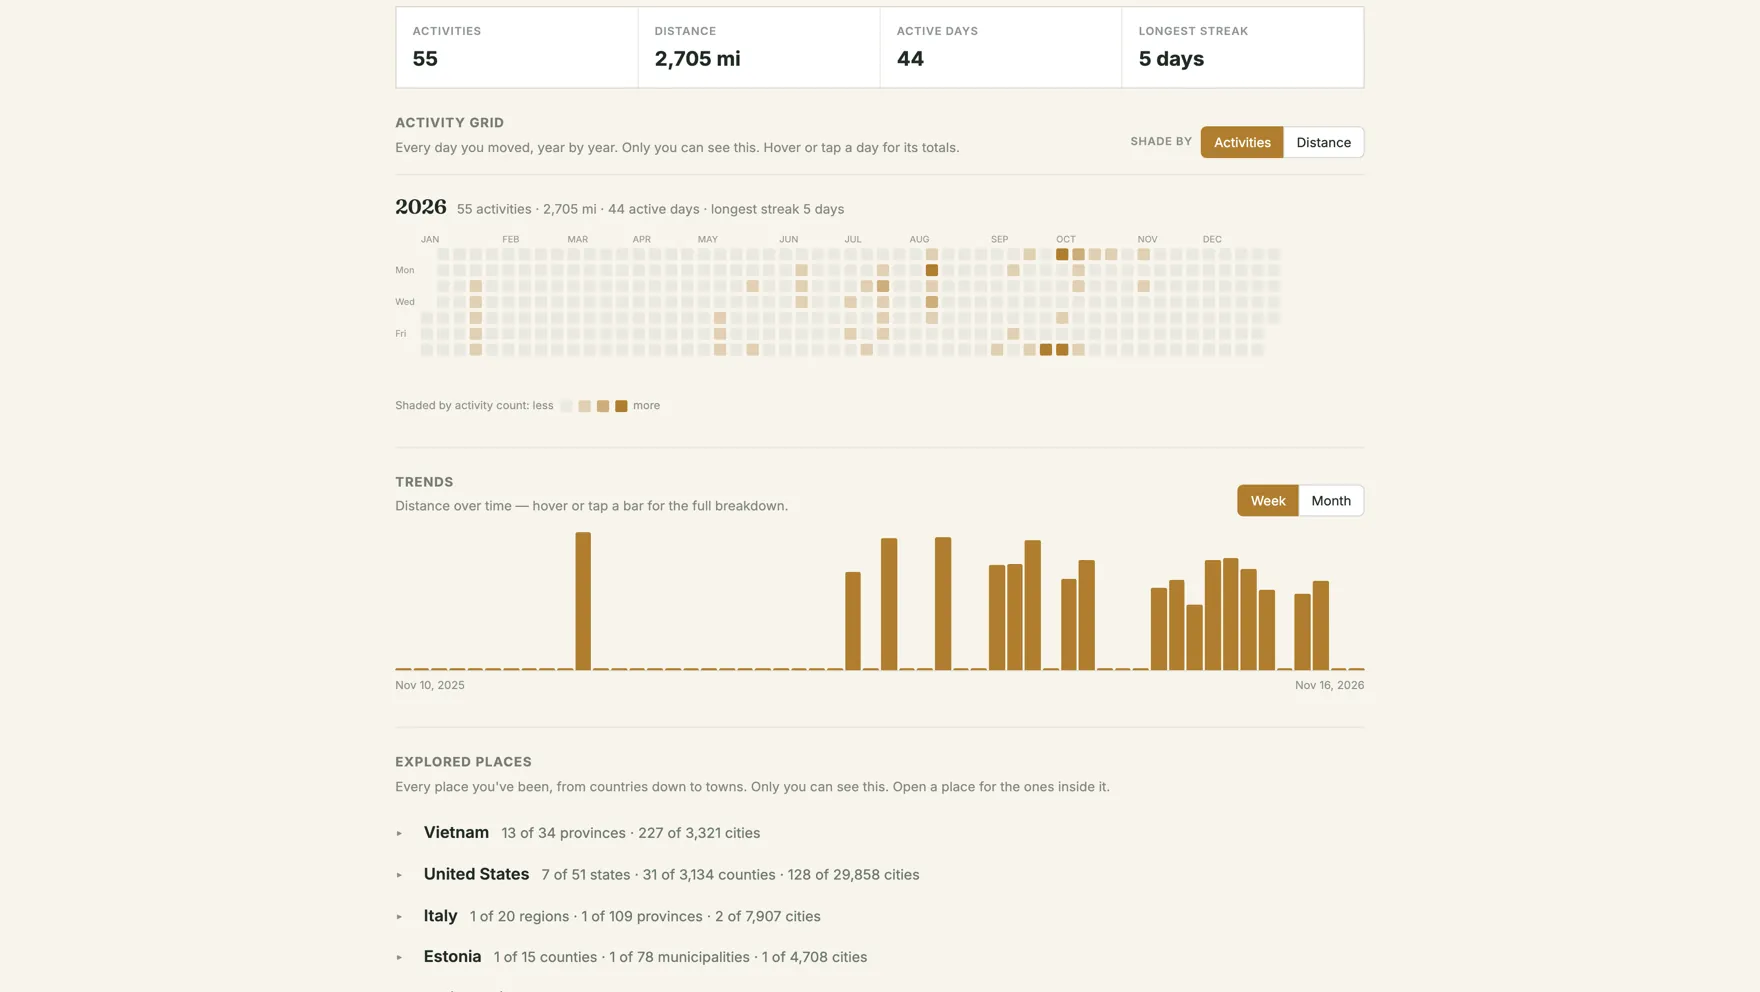 ACTIVITIES
55
DISTANCE
2,705 mi
ACTIVE DAYS
44
LONGEST STREAK
5 days
ACTIVITY GRID
Every day you moved, year by year. Only you can see this. Hover or tap a day for its totals.
SHADE BY
Activities
Distance
2026 55 activities · 2,705 mi · 44 active days · longest streak 5 days
JAN FEB MAR APR MAY JUN JUL AUG SEP OCT NOV DEC
Mon
Wed
Fri
Shaded by activity count: less more
TRENDS
Distance over time — hover or tap a bar for the full breakdown.
Week
Month
Nov 10, 2025
Nov 16, 2026
EXPLORED PLACES
Every place you've been, from countries down to towns. Only you can see this. Open a place for the ones inside it.
Vietnam 13 of 34 provinces · 227 of 3,321 cities
United States 7 of 51 states · 31 of 3,134 counties · 128 of 29,858 cities
Italy 1 of 20 regions · 1 of 109 provinces · 2 of 7,907 cities
Estonia 1 of 15 counties · 1 of 78 municipalities · 1 of 4,708 cities